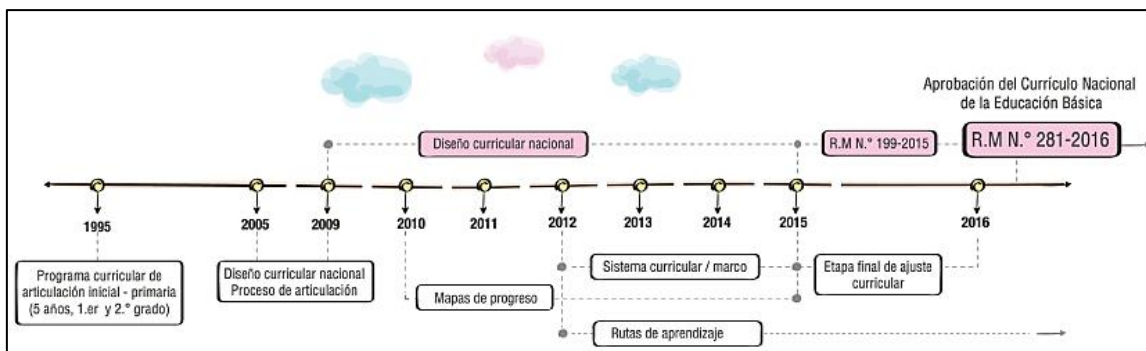 Aprobación del Currículo Nacional
de la Educación Básica
Diseño curricular nacional
R.M N.° 199-2015
R.M N.° 281-2016
1995
2005
2009
2010
2011
2012
2013
2014
2015
2016
Programa curricular de
articulación inicial - primaria
(5 años, 1.er y 2.° grado)
Diseño curricular nacional
Proceso de articulación
Mapas de progreso
Sistema curricular / marco
Etapa final de ajuste
curricular
Rutas de aprendizaje